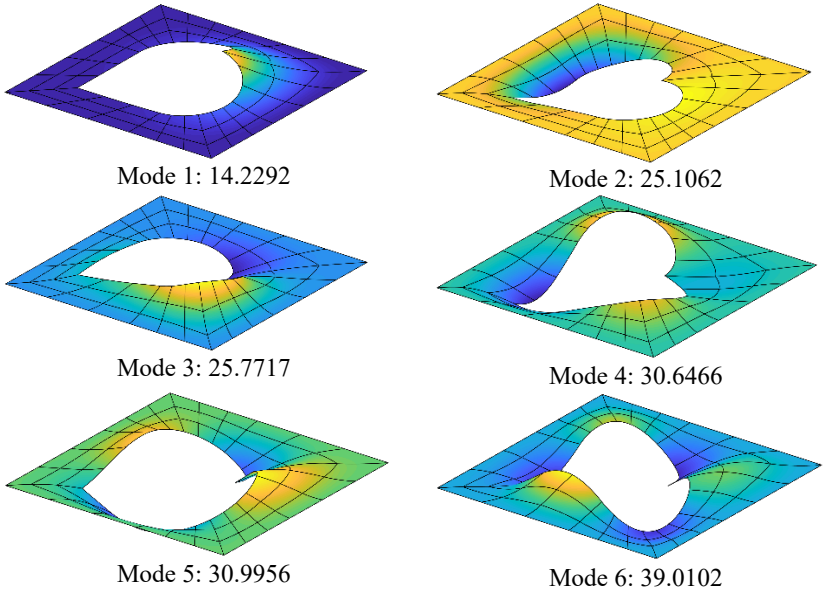 Mode 1: 14.2292
Mode 2: 25.1062
Mode 3: 25.7717
Mode 4: 30.6466
Mode 5: 30.9956
Mode 6: 39.0102